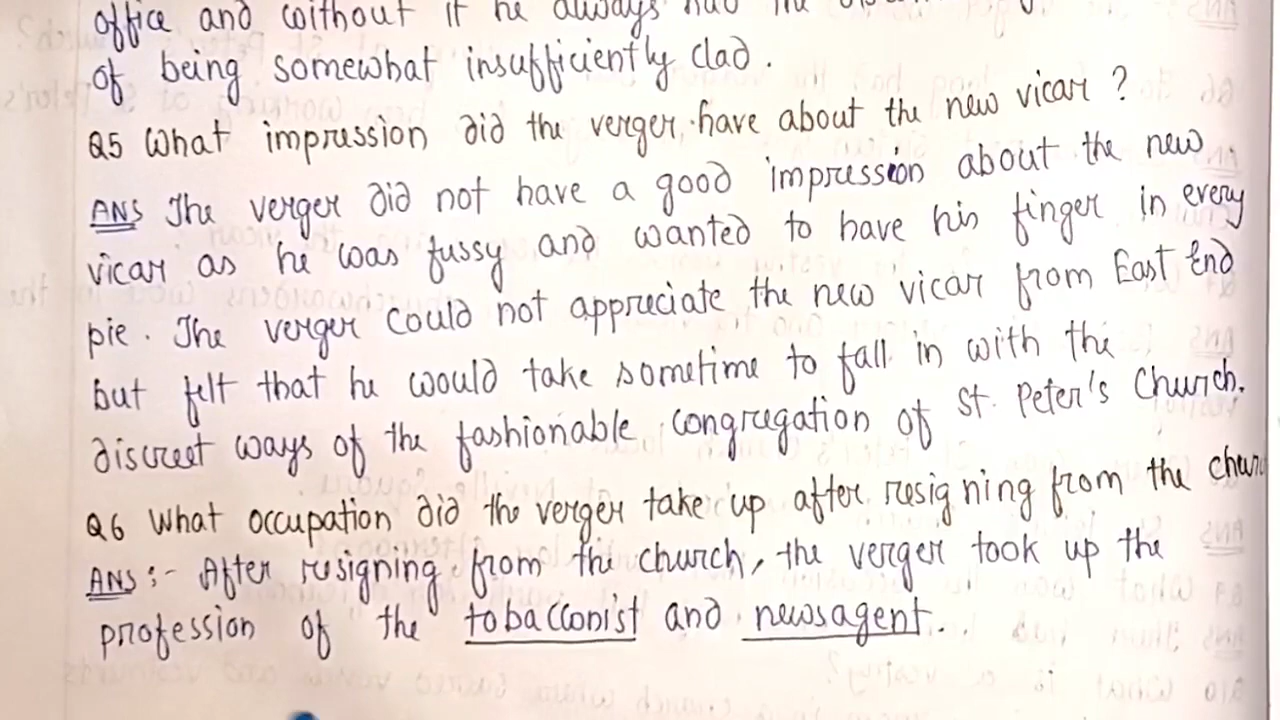 office and without it he always had the
of being somewhat insufficiently clad.
Q5 What impression did the verger have about the new vicar ?
ANS The verger did not have a good impression about the new
vicar as he was fussy and wanted to have his finger in every
pie. The verger could not appreciate the new vicar from East End
but felt that he would take sometime to fall in with the
discreet ways of the fashionable congregation of St. Peter's Church.
Q6 What occupation did the verger take up after resigning from the
ANS :- After resigning from the church, the verger took up the
profession of the tobacconist and newsagent.